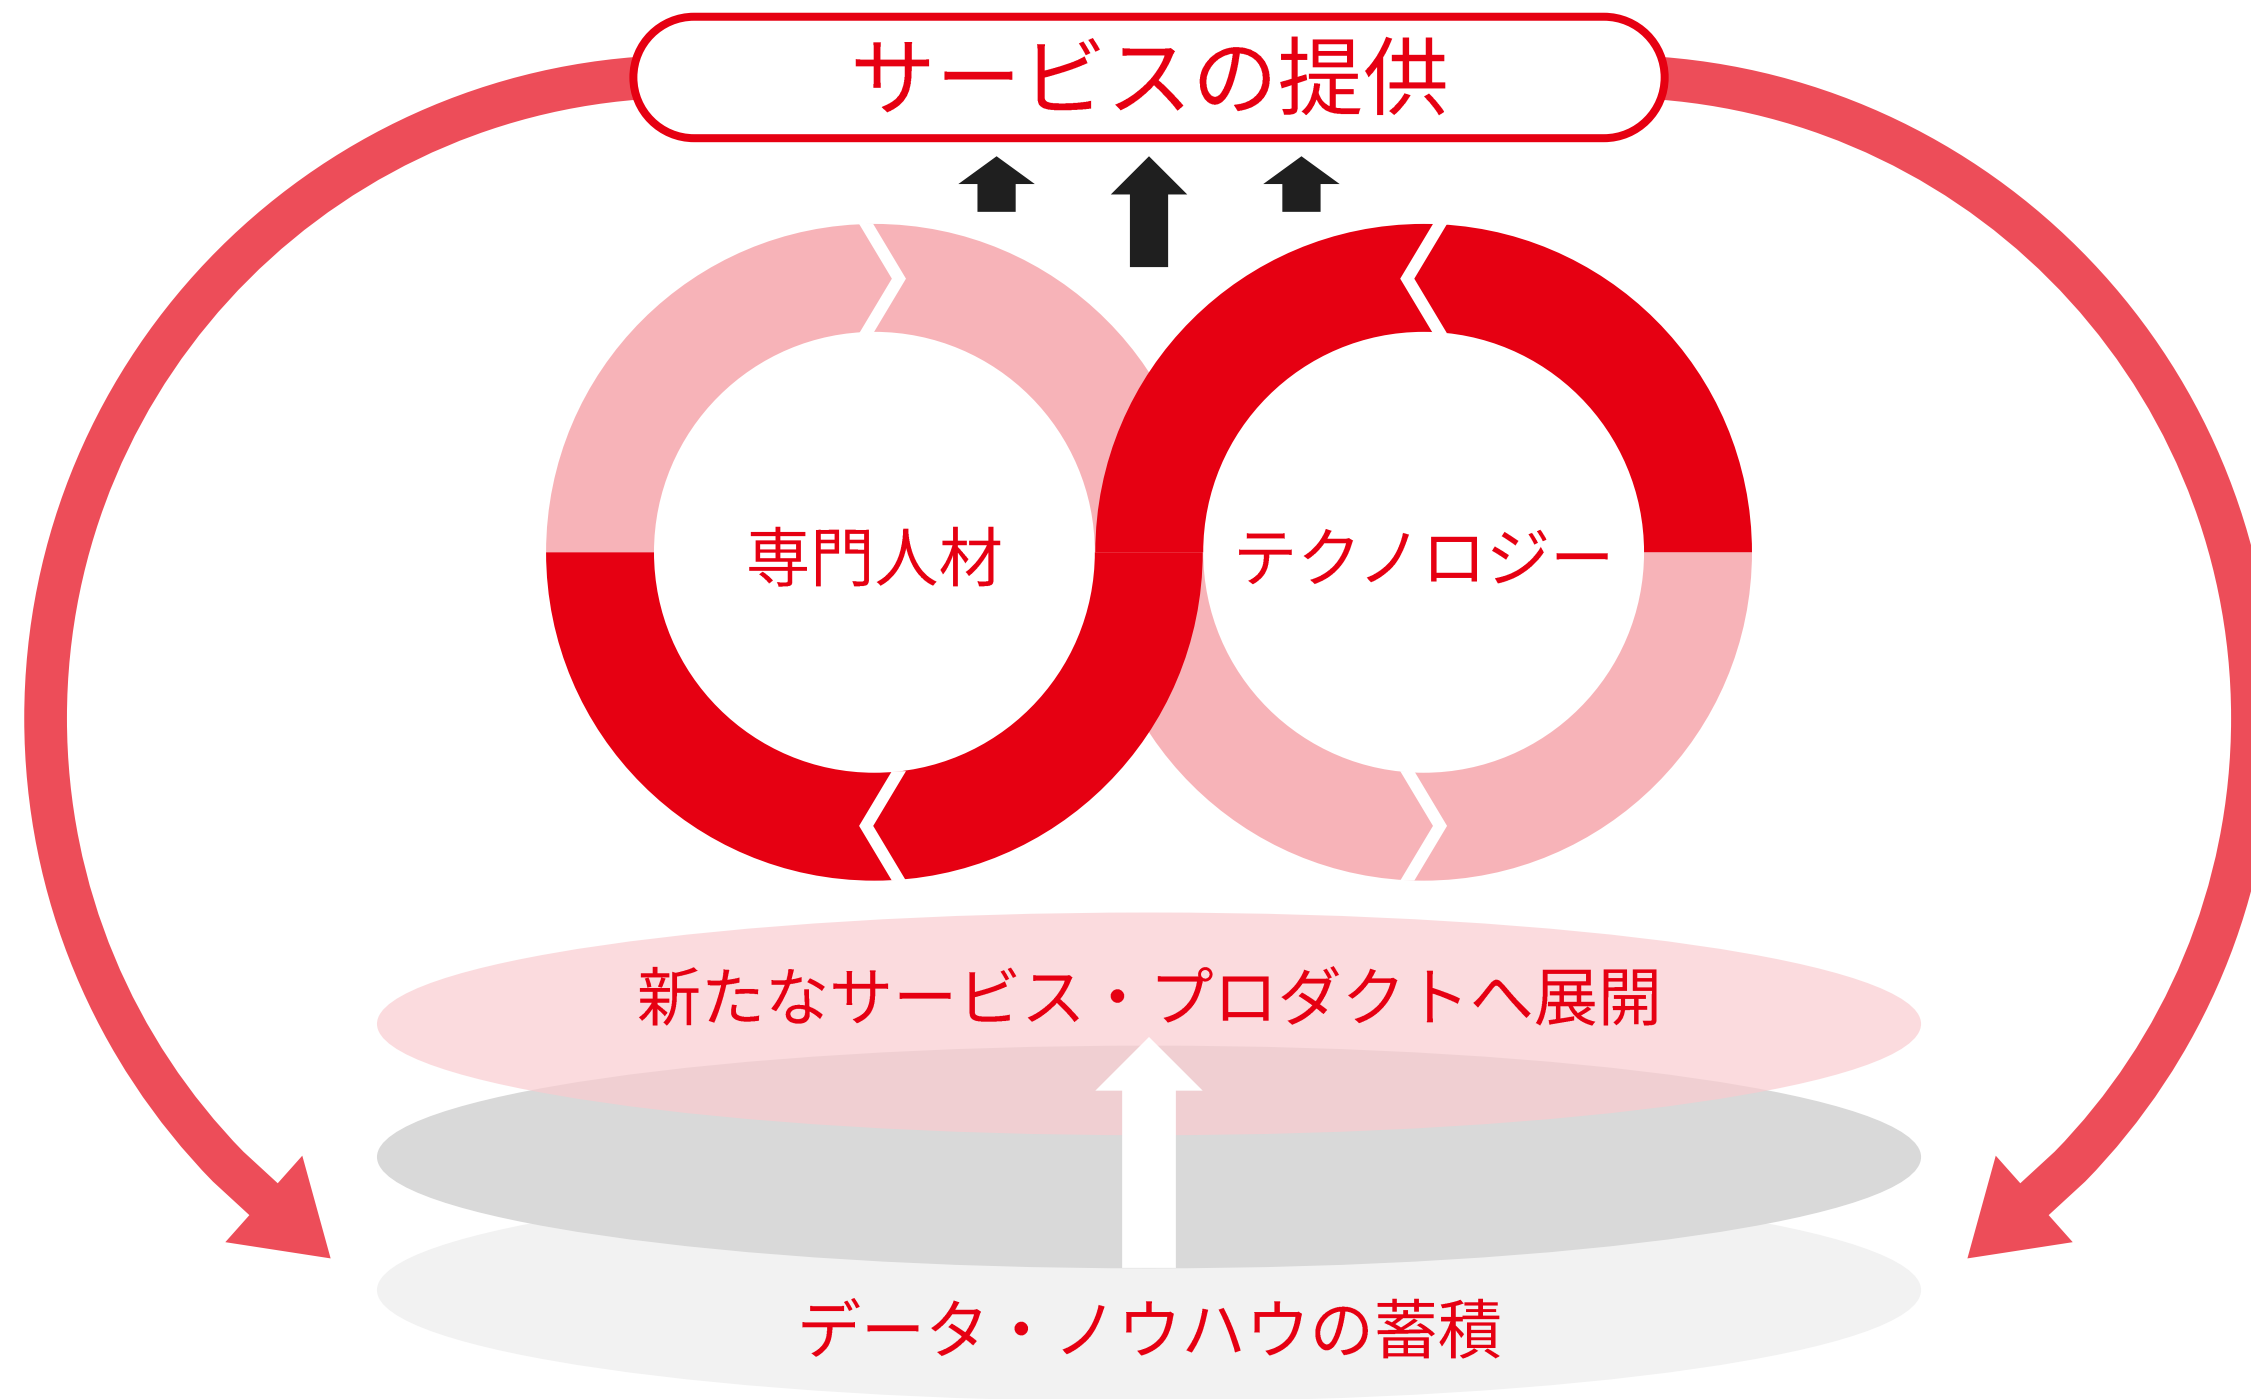 サービスの提供
専門人材
テクノロジー
新たなサービス・プロダクトへ展開
データ・ノウハウの蓄積